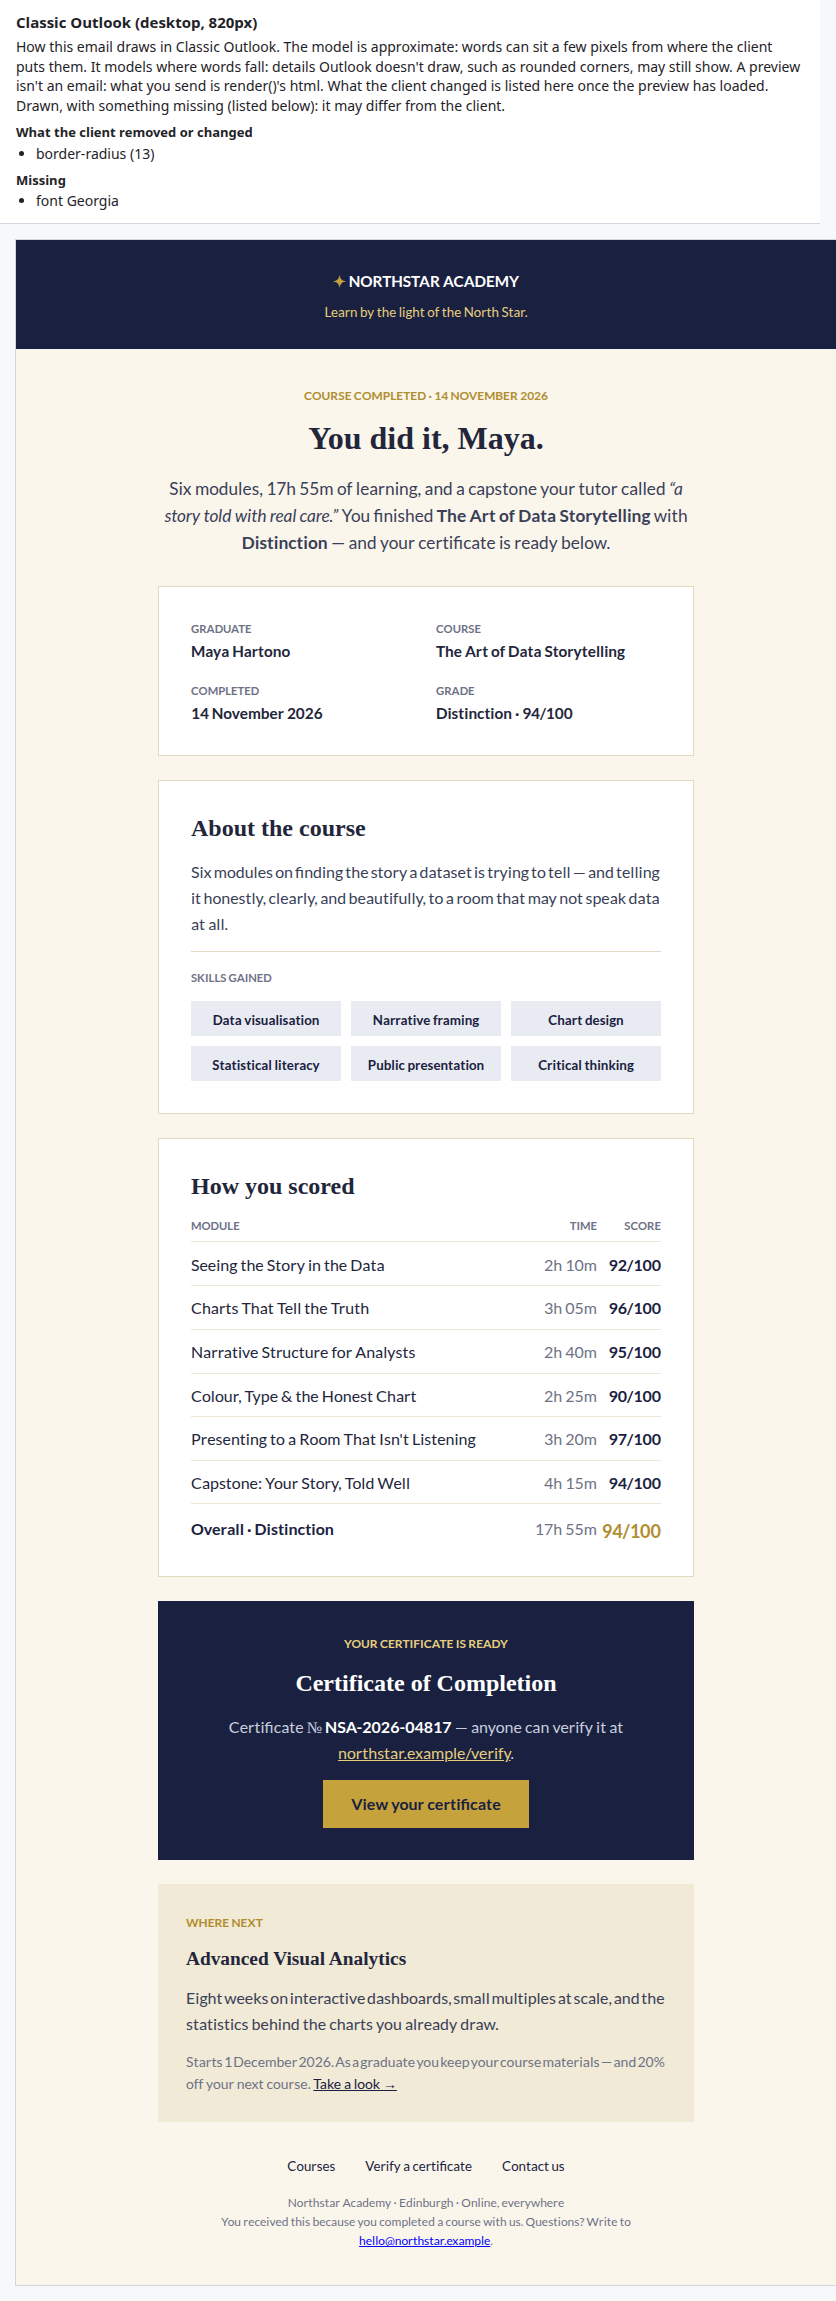 Classic Outlook (desktop, 820px)
How this email draws in Classic Outlook. The model is approximate: words can sit a few pixels from where the client
puts them. It models where words fall: details Outlook doesn't draw, such as rounded corners, may still show. A preview
isn't an email: what you send is render()'s html. What the client changed is listed here once the preview has loaded.
Drawn, with something missing (listed below): it may differ from the client.
What the client removed or changed
• border-radius (13)
Missing
• font Georgia
✦ NORTHSTAR ACADEMY
Learn by the light of the North Star.
COURSE COMPLETED · 14 NOVEMBER 2026
You did it, Maya.
Six modules, 17h 55m of learning, and a capstone your tutor called “a
story told with real care.” You finished The Art of Data Storytelling with
Distinction — and your certificate is ready below.
GRADUATE COURSE
Maya Hartono The Art of Data Storytelling
COMPLETED GRADE
14 November 2026 Distinction · 94/100
About the course
Six modules on finding the story a dataset is trying to tell — and telling
it honestly, clearly, and beautifully, to a room that may not speak data
at all.
SKILLS GAINED
Data visualisation Narrative framing Chart design
Statistical literacy Public presentation Critical thinking
How you scored
MODULE TIME SCORE
Seeing the Story in the Data 2h 10m 92/100
Charts That Tell the Truth 3h 05m 96/100
Narrative Structure for Analysts 2h 40m 95/100
Colour, Type & the Honest Chart 2h 25m 90/100
Presenting to a Room That Isn't Listening 3h 20m 97/100
Capstone: Your Story, Told Well 4h 15m 94/100
Overall · Distinction 17h 55m 94/100
YOUR CERTIFICATE IS READY
Certificate of Completion
Certificate № NSA-2026-04817 — anyone can verify it at
northstar.example/verify.
View your certificate
WHERE NEXT
Advanced Visual Analytics
Eight weeks on interactive dashboards, small multiples at scale, and the
statistics behind the charts you already draw.
Starts 1 December 2026. As a graduate you keep your course materials — and 20%
off your next course. Take a look →
Courses Verify a certificate Contact us
Northstar Academy · Edinburgh · Online, everywhere
You received this because you completed a course with us. Questions? Write to
hello@northstar.example.